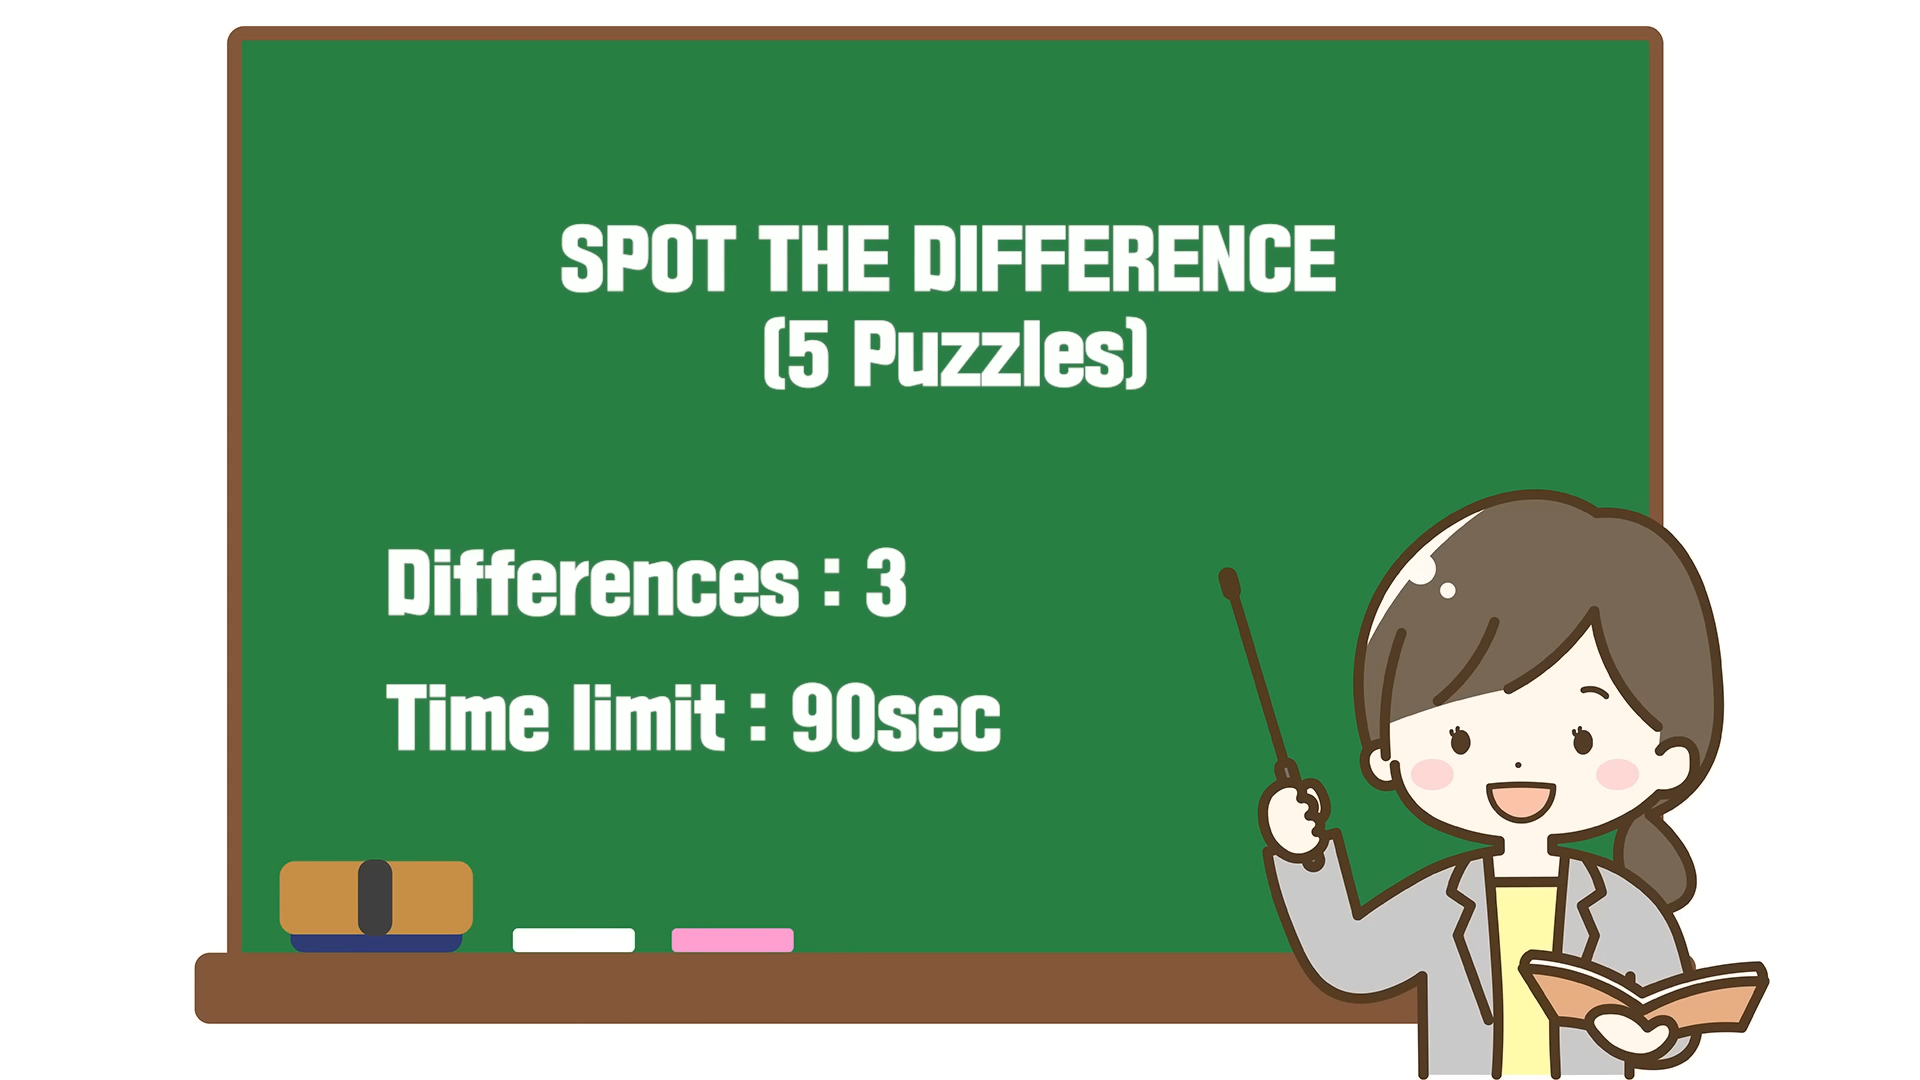 SPOT THE DIFFERENCE
(5 Puzzles)
Differences : 3
Time limit : 90sec